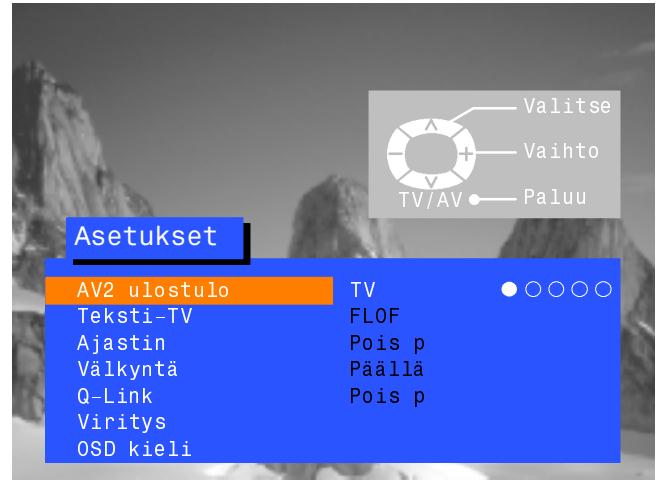 Valitse
Vaihto
TV/AV Paluu
Asetukset
AV2 ulostulo TV
Teksti-TV FLOF
Ajastin Pois p
Välkyntä Päällä
Q-Link Pois p
Viritys
OSD kieli